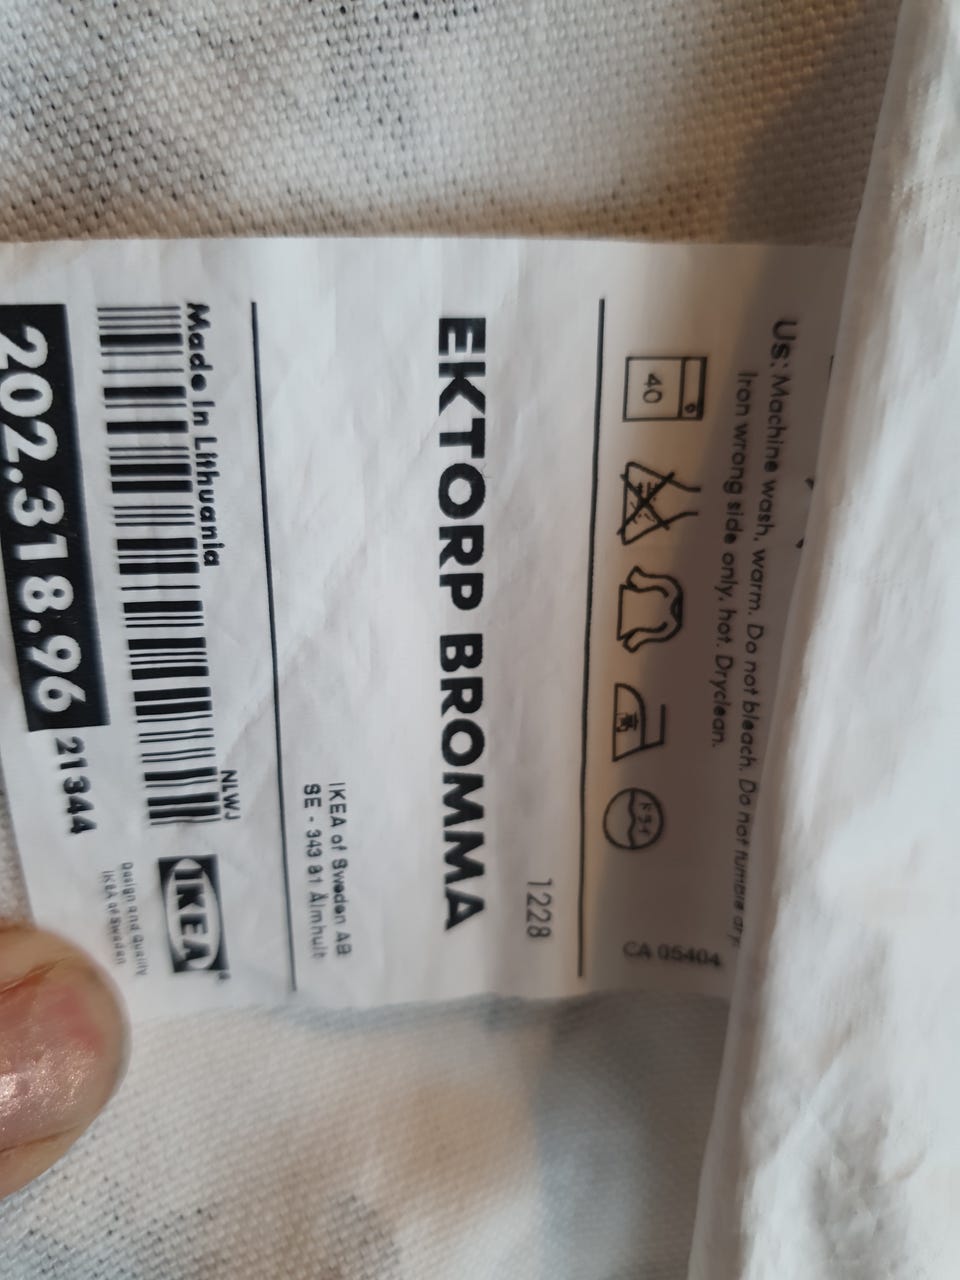 Us: Machine wash, warm. Do not bleach. Do not tumble
Iron wrong side only, hot. Dryclean.
40
CA 05404
1228
EKTORP BROMMA
IKEA of Sweden AB
SE - 343 81 Älmhult
Made in Lithuania
NLWJ
IKEA®
Design and Quality
IKEA of Sweden
202.318.96
21344